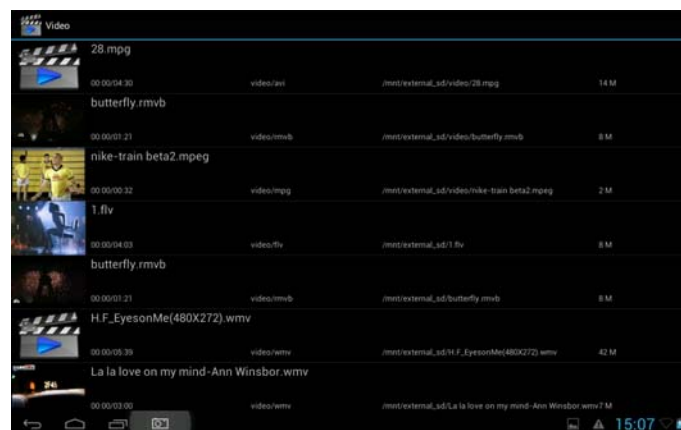 Video
28.mpg
00:00/04:30 video/avi /mnt/external_sd/video/28.mpg 14 M
butterfly.rmvb
00:00/01:21 video/rmvb /mnt/external_sd/video/butterfly.rmvb 8 M
nike-train beta2.mpeg
00:00/00:32 video/mpg /mnt/external_sd/video/nike-train beta2.mpeg 2 M
1.flv
00:00/04:03 video/flv /mnt/external_sd/1.flv 8 M
butterfly.rmvb
00:00/01:21 video/rmvb /mnt/external_sd/butterfly.rmvb 8 M
H.F_EyesonMe(480X272).wmv
00:00/05:39 video/wmv /mnt/external_sd/H.F_EyesonMe(480X272).wmv 42 M
La la love on my mind-Ann Winsbor.wmv
00:00/03:00 video/wmv /mnt/external_sd/La la love on my mind-Ann Winsbor.wmv 7 M
15:07